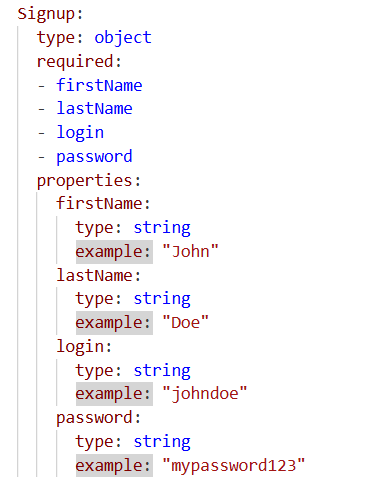 Signup:
  type: object
  required:
  - firstName
  - lastName
  - login
  - password
  properties:
    firstName:
      type: string
      example: "John"
    lastName:
      type: string
      example: "Doe"
    login:
      type: string
      example: "johndoe"
    password:
      type: string
      example: "mypassword123"